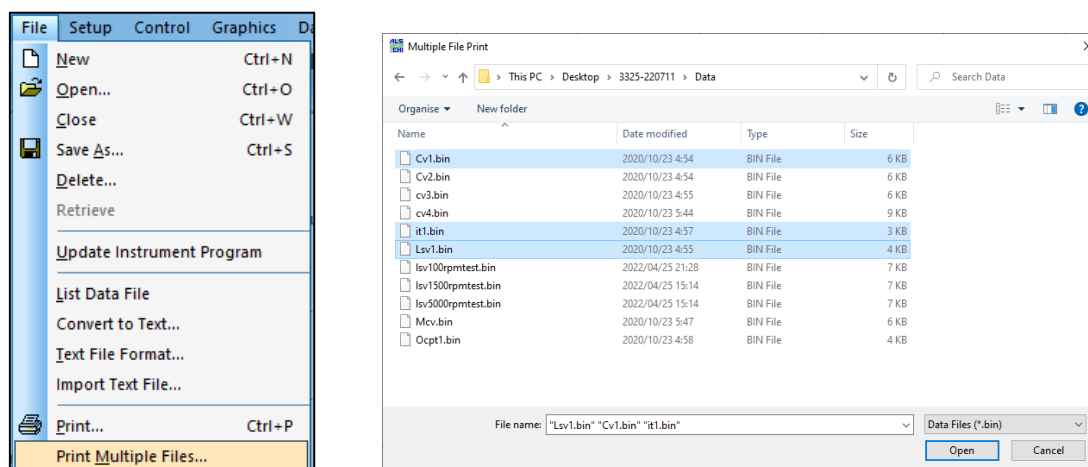 File Setup Control Graphics Da
New Ctrl+N
Open... Ctrl+O
Close Ctrl+W
Save As... Ctrl+S
Delete...
Retrieve
Update Instrument Program
List Data File
Convert to Text...
Text File Format...
Import Text File...
Print... Ctrl+P
Print Multiple Files...
Multiple File Print
This PC > Desktop > 3325-220711 > Data
Search Data
Organise New folder
Name Date modified Type Size
Cv1.bin 2020/10/23 4:54 BIN File 6 KB
Cv2.bin 2020/10/23 4:54 BIN File 6 KB
cv3.bin 2020/10/23 4:55 BIN File 6 KB
cv4.bin 2020/10/23 5:44 BIN File 9 KB
it1.bin 2020/10/23 4:57 BIN File 3 KB
Lsv1.bin 2020/10/23 4:55 BIN File 4 KB
lsv100rpmtest.bin 2022/04/25 21:28 BIN File 7 KB
lsv1500rpmtest.bin 2022/04/25 15:14 BIN File 7 KB
lsv5000rpmtest.bin 2022/04/25 15:14 BIN File 7 KB
Mcv.bin 2020/10/23 5:47 BIN File 6 KB
Ocpt1.bin 2020/10/23 4:58 BIN File 4 KB
File name: "Lsv1.bin" "Cv1.bin" "it1.bin" Data Files (*.bin)
Open Cancel